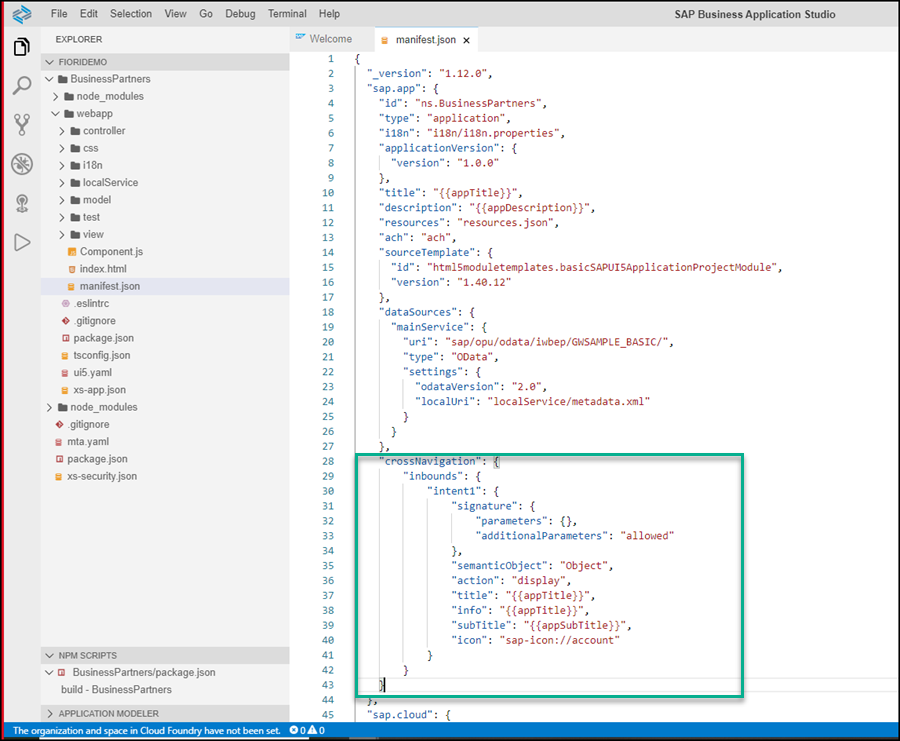 File Edit Selection View Go Debug Terminal Help SAP Business Application Studio
EXPLORER
FIORIDEMO
BusinessPartners
node_modules
webapp
controller
css
i18n
localService
model
test
view
Component.js
index.html
manifest.json
.eslintrc
.gitignore
package.json
tsconfig.json
ui5.yaml
xs-app.json
node_modules
.gitignore
mta.yaml
package.json
xs-security.json
NPM SCRIPTS
BusinessPartners/package.json
build - BusinessPartners
APPLICATION MODELER
Welcome manifest.json
1 {
2 "_version": "1.12.0",
3 "sap.app": {
4 "id": "ns.BusinessPartners",
5 "type": "application",
6 "i18n": "i18n/i18n.properties",
7 "applicationVersion": {
8 "version": "1.0.0"
9 },
10 "title": "{{appTitle}}",
11 "description": "{{appDescription}}",
12 "resources": "resources.json",
13 "ach": "ach",
14 "sourceTemplate": {
15 "id": "html5moduletemplates.basicSAPUI5ApplicationProjectModule",
16 "version": "1.40.12"
17 },
18 "dataSources": {
19 "mainService": {
20 "uri": "sap/opu/odata/iwbep/GWSAMPLE_BASIC/",
21 "type": "OData",
22 "settings": {
23 "odataVersion": "2.0",
24 "localUri": "localService/metadata.xml"
25 }
26 }
27 },
28 "crossNavigation": {
29 "inbounds": {
30 "intent1": {
31 "signature": {
32 "parameters": {},
33 "additionalParameters": "allowed"
34 },
35 "semanticObject": "Object",
36 "action": "display",
37 "title": "{{appTitle}}",
38 "info": "{{appTitle}}",
39 "subTitle": "{{appSubTitle}}",
40 "icon": "sap-icon://account"
41 }
42 }
43 }
44 },
45 "sap.cloud": {
The organization and space in Cloud Foundry have not been set. 0 0